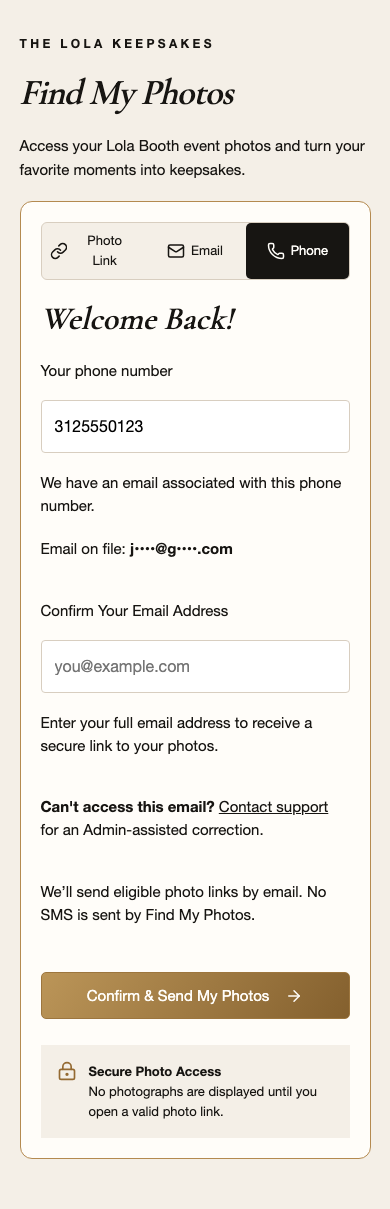 THE LOLA KEEPSAKES
Find My Photos
Access your Lola Booth event photos and turn your
favorite moments into keepsakes.
Photo
Link
Email
Phone
Welcome Back!
Your phone number
3125550123
We have an email associated with this phone
number.
Email on file: j••••@g••••.com
Confirm Your Email Address
you@example.com
Enter your full email address to receive a
secure link to your photos.
Can't access this email? Contact support
for an Admin-assisted correction.
We’ll send eligible photo links by email. No
SMS is sent by Find My Photos.
Confirm & Send My Photos
Secure Photo Access
No photographs are displayed until you
open a valid photo link.